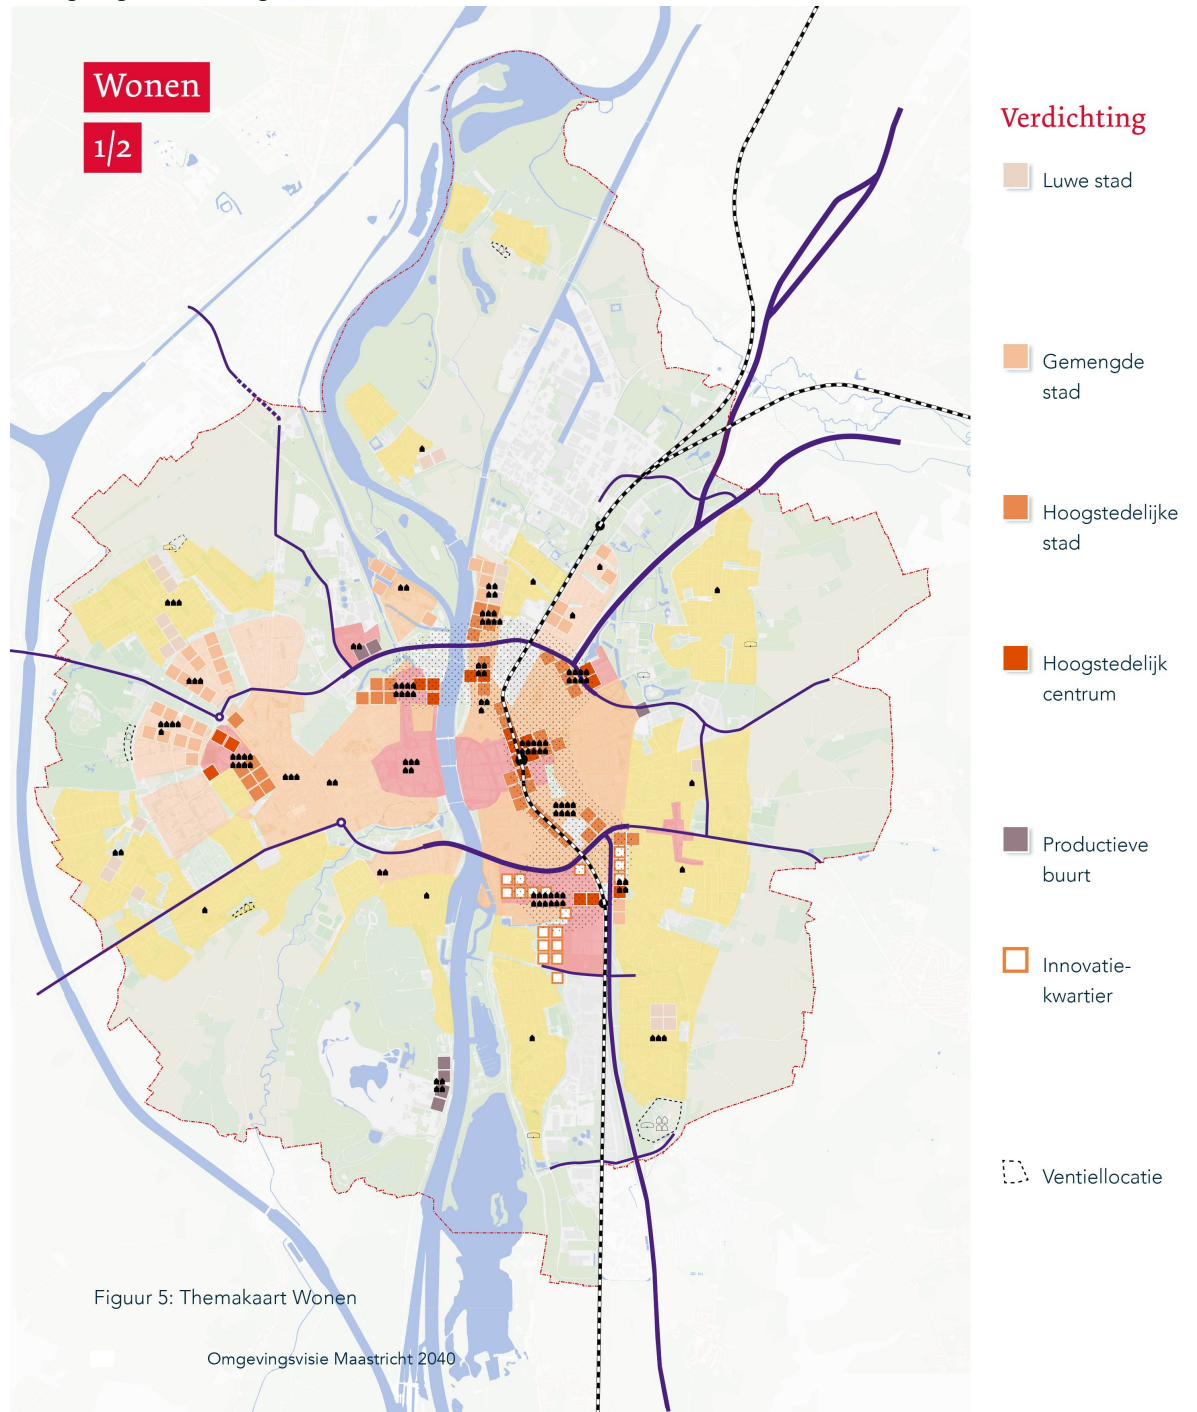 Wonen
1/2
Verdichting
Luwe stad
Gemengde
stad
Hoogstedelijke
stad
Hoogstedelijk
centrum
Productieve
buurt
Innovatie-
kwartier
Ventiellocatie
Figuur 5: Themakaart Wonen
Omgevingsvisie Maastricht 2040